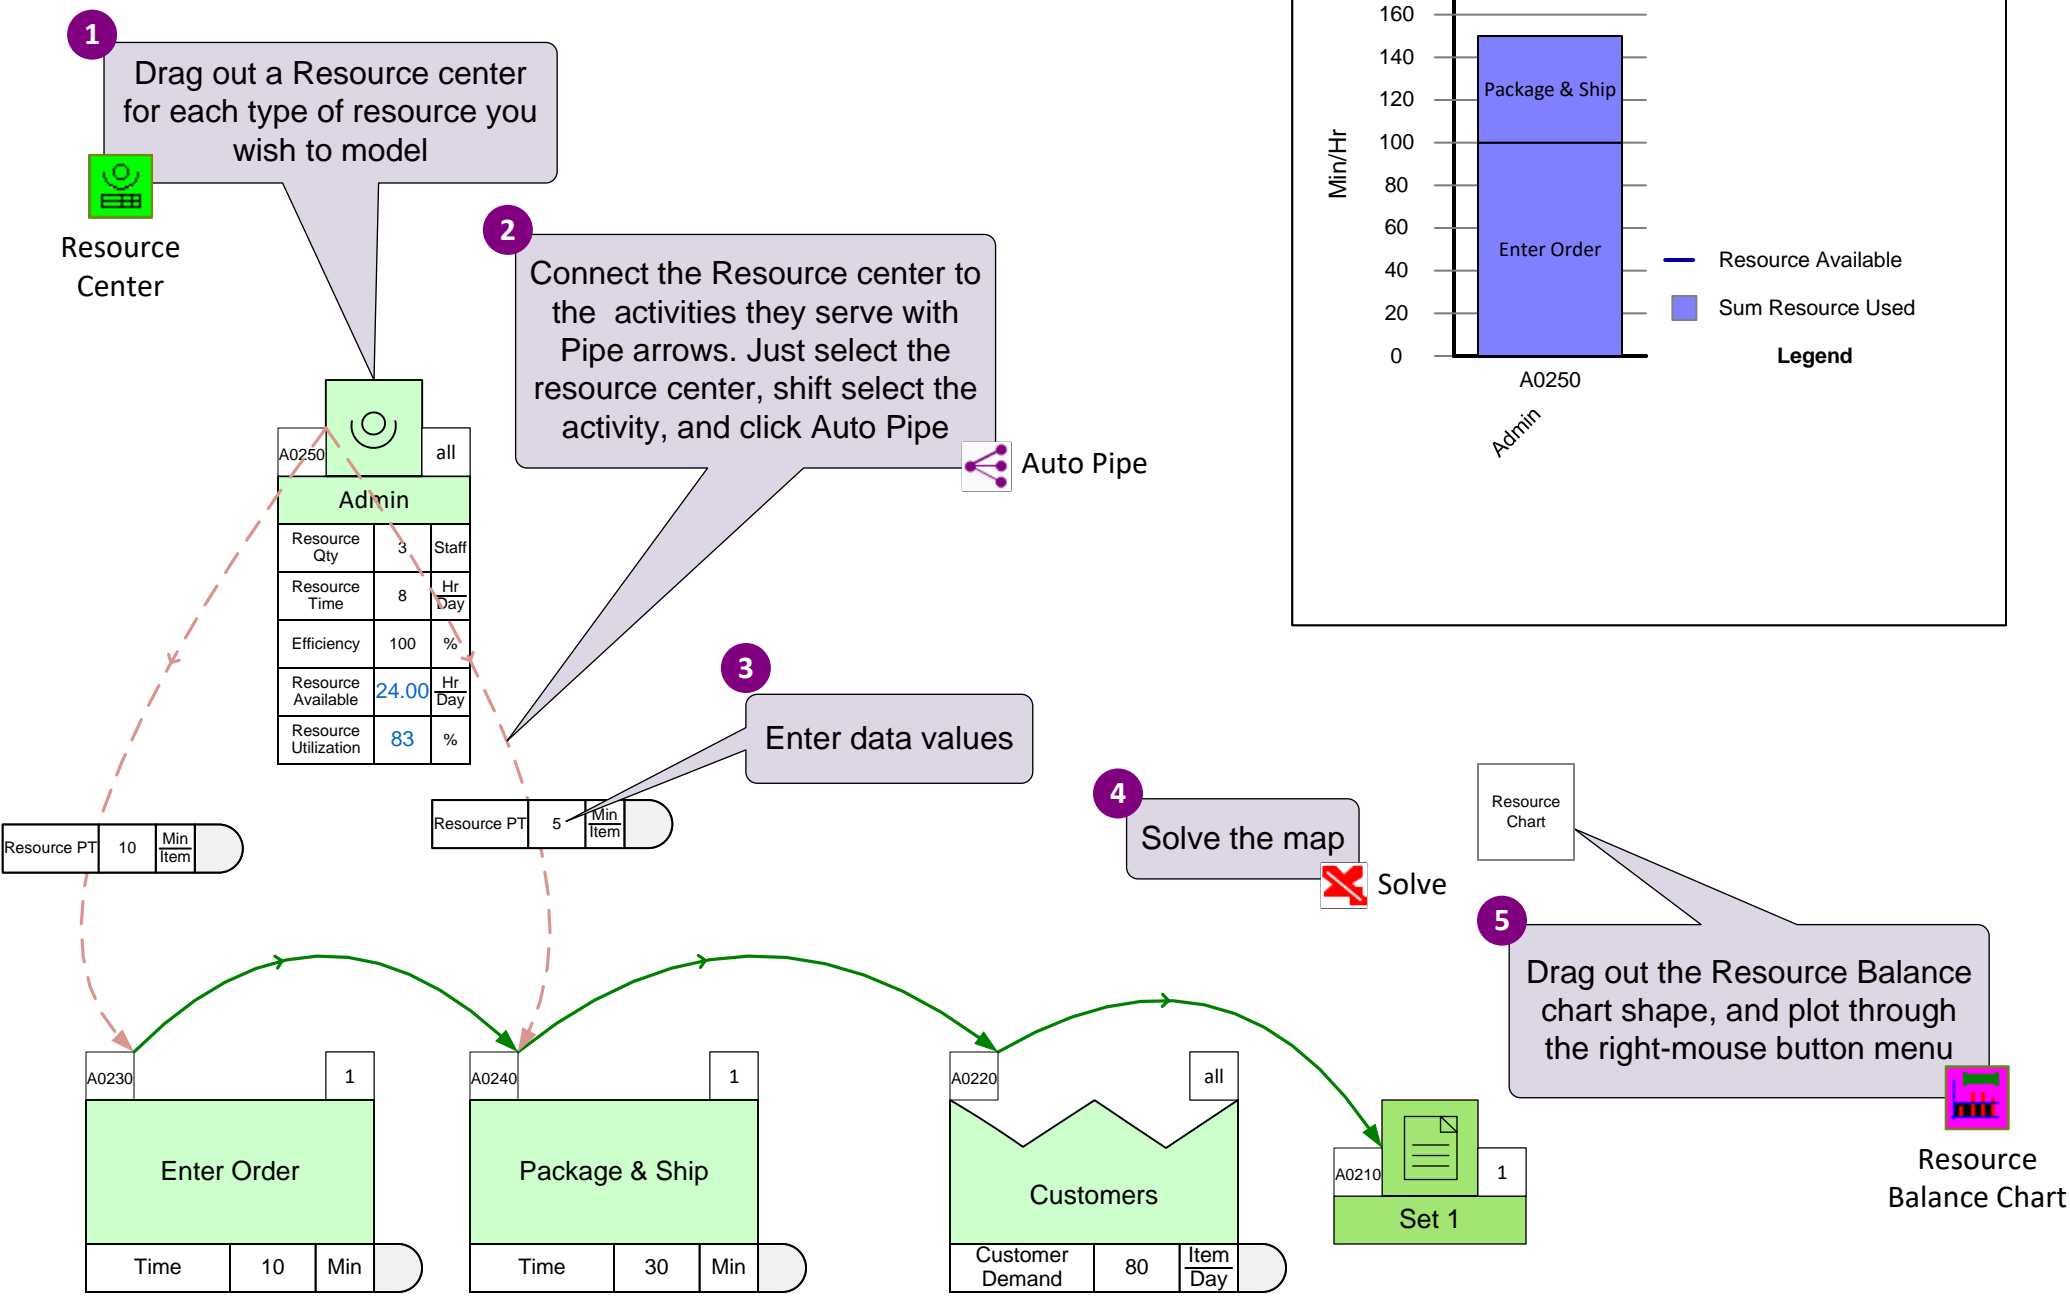 1
Drag out a Resource center
for each type of resource you
wish to model
Resource
Center
2
Connect the Resource center to
the  activities they serve with
Pipe arrows. Just select the
resource center, shift select the
activity, and click Auto Pipe
Auto Pipe
160
140
120
100
80
60
40
20
0
Min/Hr
Package & Ship
Enter Order
A0250
Admin
Resource Available
Sum Resource Used
Legend
A0250
all
Admin
Resource
Qty
3
Staff
Resource
Time
8
Hr
Day
Efficiency
100
%
Resource
Available
24.00
Hr
Day
Resource
Utilization
83
%
3
Enter data values
Resource PT
10
Min
Item
Resource PT
5
Min
Item
4
Solve the map
Solve
Resource
Chart
5
Drag out the Resource Balance
chart shape, and plot through
the right-mouse button menu
Resource
Balance Chart
A0230
1
Enter Order
Time
10
Min
A0240
1
Package & Ship
Time
30
Min
A0220
all
Customers
Customer
Demand
80
Item
Day
A0210
1
Set 1